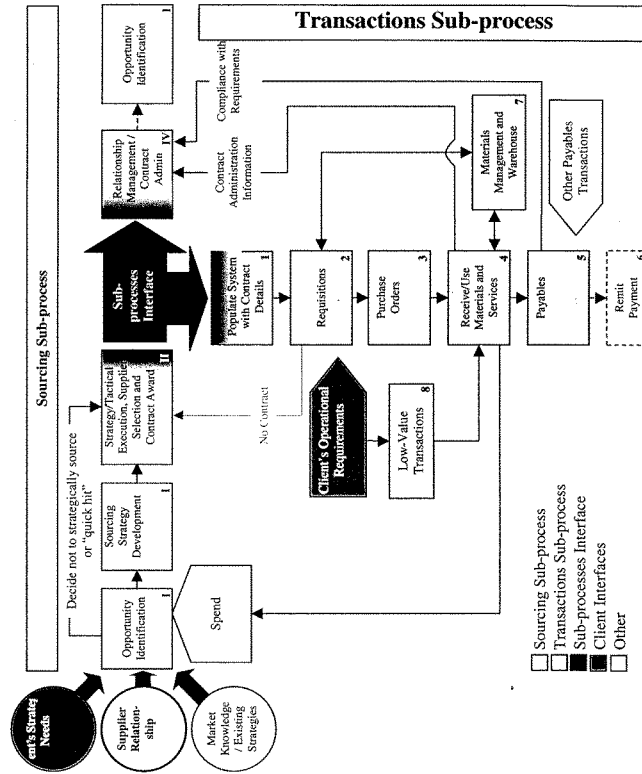 Sourcing Sub-process
Transactions Sub-process
ent's Strateg
Needs
Supplier
Relation-
ship
Market
Knowledge
/ Existing
Strategies
Decide not to strategically source
or "quick hit"
Opportunity
Identification
I
Sourcing
Strategy
Development
I
Strategy/Tactical
Execution, Supplier
Selection and
Contract Award
II
Sub-
processes
Interface
Relationship
Management /
Contract
Admin
IV
Opportunity
Identification
I
Spend
No Contract
Contract
Administration
Information
Compliance with
Requirements
Populate System
with Contract
Details
1
Requisitions
2
Purchase
Orders
3
Receive/Use
Materials and
Services
4
Payables
5
Remit
Payment
6
Materials
Management and
Warehouse
7
Client's Operational
Requirements
Low-Value
Transactions
8
Other Payables
Transactions
Sourcing Sub-process
Transactions Sub-process
Sub-processes Interface
Client Interfaces
Other